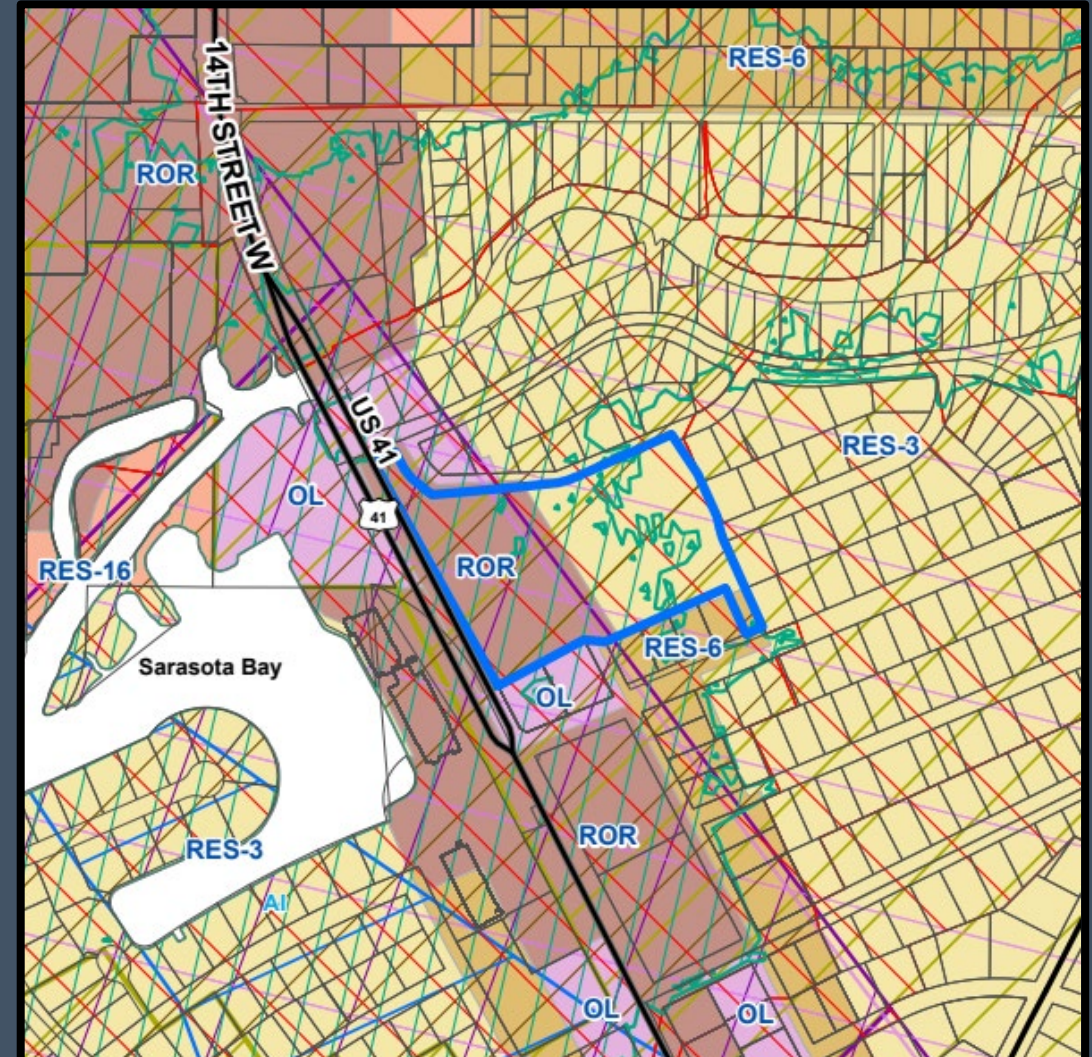 RES-6
14TH STREET W
ROR
US 41
RES-3
OL
41
ROR
RES-16
RES-6
Sarasota Bay
OL
ROR
RES-3
AI
OL
OL